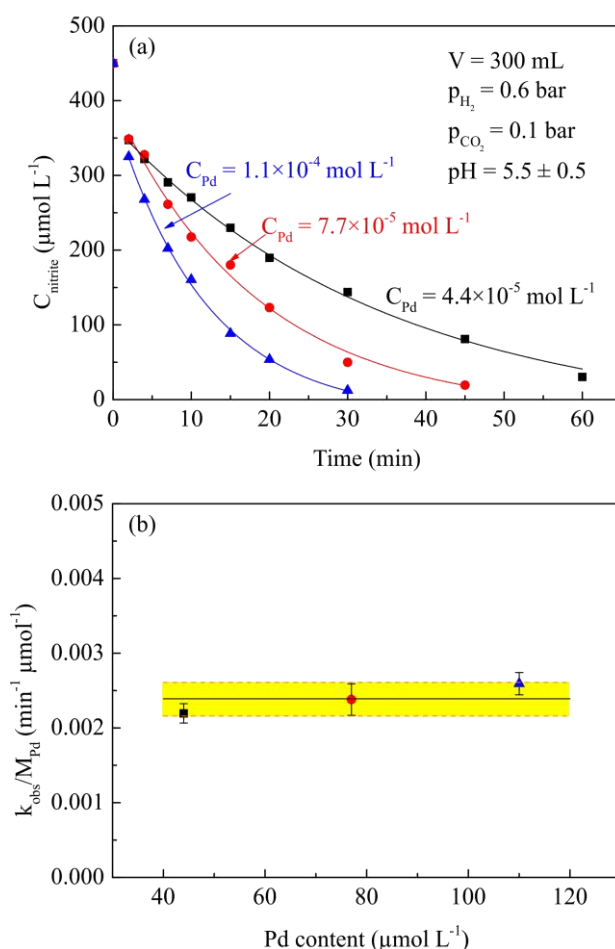 (a)
V = 300 mL
p_H₂ = 0.6 bar
p_CO₂ = 0.1 bar
pH = 5.5 ± 0.5
C_Pd = 1.1×10⁻⁴ mol L⁻¹
C_Pd = 7.7×10⁻⁵ mol L⁻¹
C_Pd = 4.4×10⁻⁵ mol L⁻¹
500
400
300
200
100
0
C_nitrite (μmol L⁻¹)
0 10 20 30 40 50 60
Time (min)
(b)
0.005
0.004
0.003
0.002
0.001
0.000
k_obs/M_Pd (min⁻¹ μmol⁻¹)
40 60 80 100 120
Pd content (μmol L⁻¹)